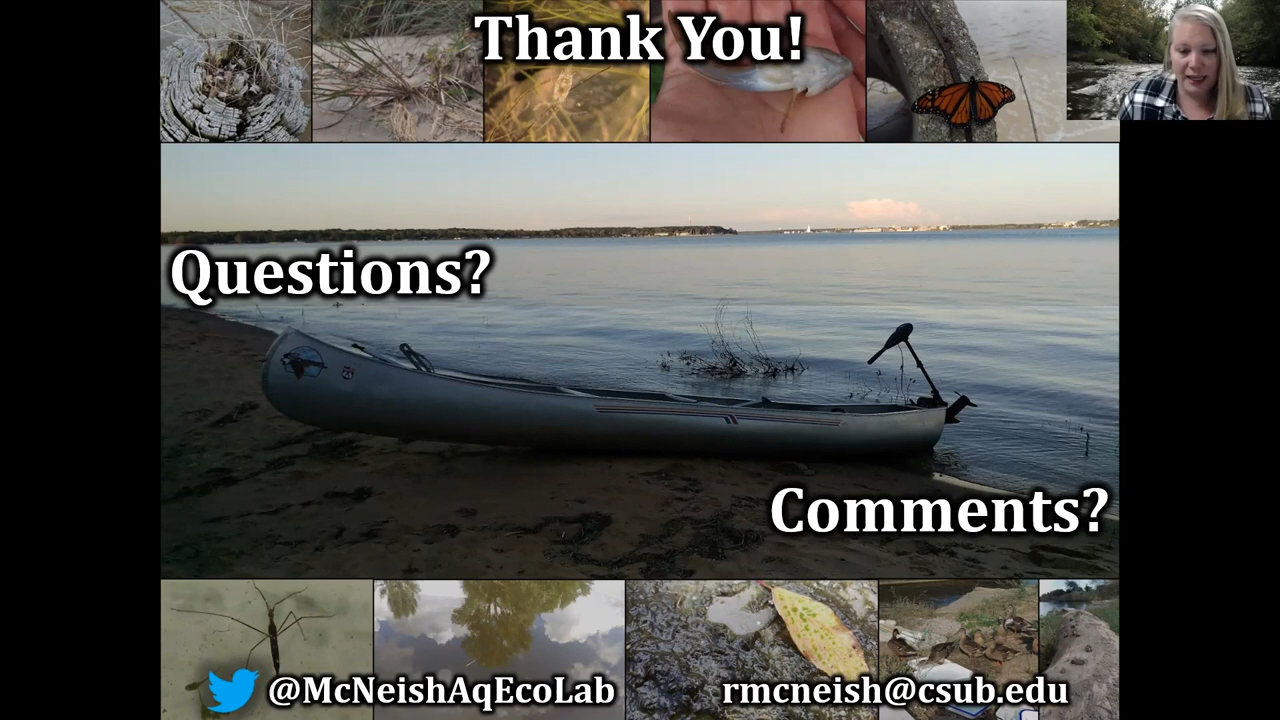 Thank You!
Questions?
Comments?
@McNeishAqEcoLab
rmcneish@csub.edu